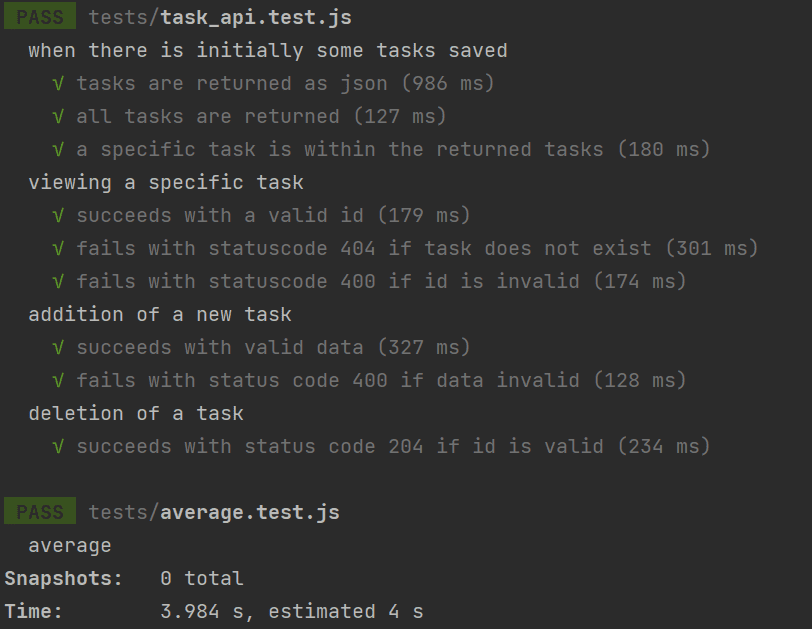 PASS tests/task_api.test.js
when there is initially some tasks saved
√ tasks are returned as json (986 ms)
√ all tasks are returned (127 ms)
√ a specific task is within the returned tasks (180 ms)
viewing a specific task
√ succeeds with a valid id (179 ms)
√ fails with statuscode 404 if task does not exist (301 ms)
√ fails with statuscode 400 if id is invalid (174 ms)
addition of a new task
√ succeeds with valid data (327 ms)
√ fails with status code 400 if data invalid (128 ms)
deletion of a task
√ succeeds with status code 204 if id is valid (234 ms)
PASS tests/average.test.js
average
Snapshots: 0 total
Time: 3.984 s, estimated 4 s